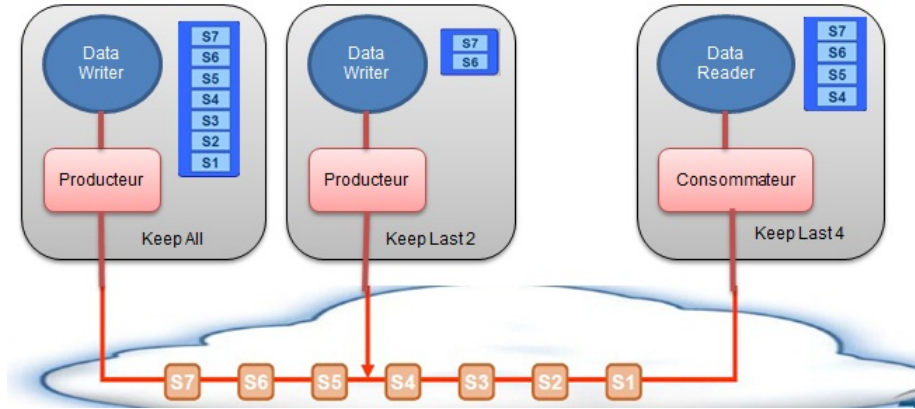 Data
Writer
S7
S6
S5
S4
S3
S2
S1
Producteur
Keep All
Data
Writer
S7
S6
Producteur
Keep Last 2
Data
Reader
S7
S6
S5
S4
Consommateur
Keep Last 4
S7 S6 S5 S4 S3 S2 S1